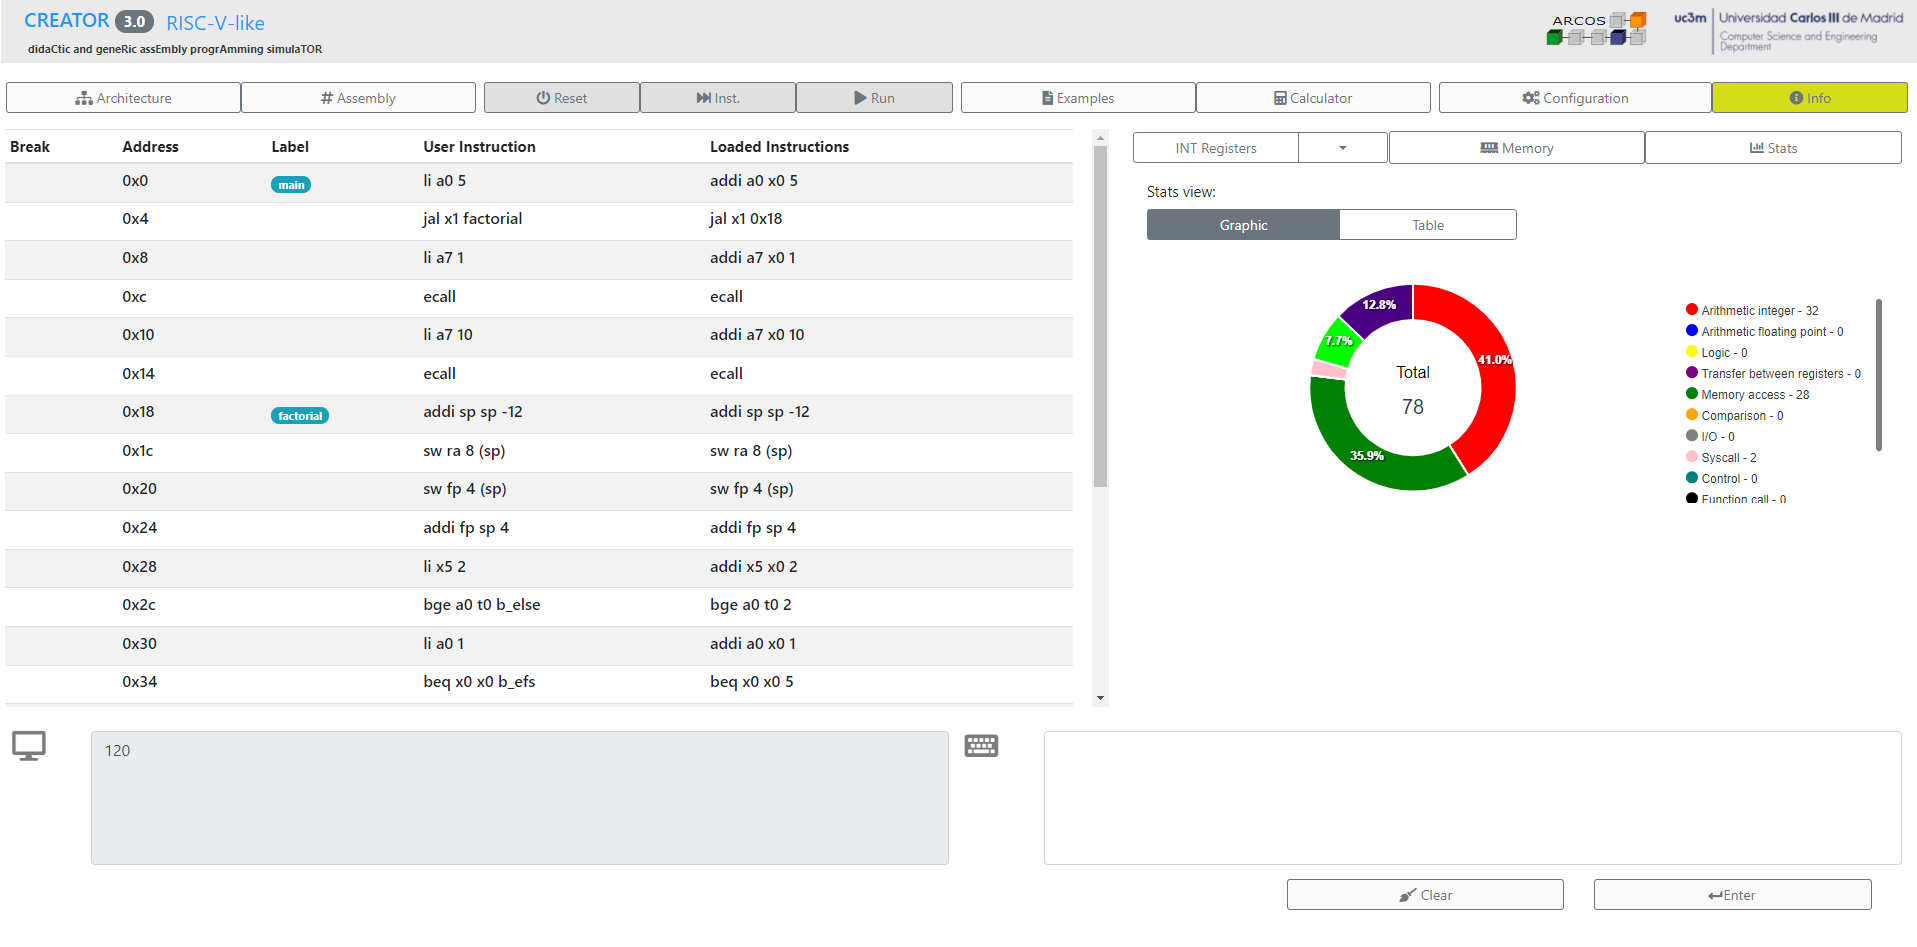 CREATOR 3.0 RISC-V-like
didaCtic and geneRic assEmbly progrAmming simulaTOR
ARCOS
uc3m Universidad Carlos III de Madrid
Computer Science and Engineering
Department
Architecture # Assembly Reset Inst. Run Examples Calculator Configuration Info
Break Address Label User Instruction Loaded Instructions
0x0 main li a0 5 addi a0 x0 5
0x4 jal x1 factorial jal x1 0x18
0x8 li a7 1 addi a7 x0 1
0xc ecall ecall
0x10 li a7 10 addi a7 x0 10
0x14 ecall ecall
0x18 factorial addi sp sp -12 addi sp sp -12
0x1c sw ra 8 (sp) sw ra 8 (sp)
0x20 sw fp 4 (sp) sw fp 4 (sp)
0x24 addi fp sp 4 addi fp sp 4
0x28 li x5 2 addi x5 x0 2
0x2c bge a0 t0 b_else bge a0 t0 2
0x30 li a0 1 addi a0 x0 1
0x34 beq x0 x0 b_efs beq x0 x0 5
INT Registers Memory Stats
Stats view:
Graphic Table
12.8%
7.7%
41.0%
35.9%
Total
78
Arithmetic integer - 32
Arithmetic floating point - 0
Logic - 0
Transfer between registers - 0
Memory access - 28
Comparison - 0
I/O - 0
Syscall - 2
Control - 0
Function call - 0
120
Clear Enter